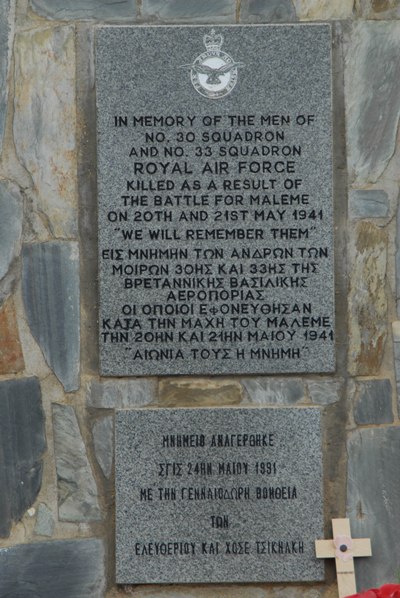 IN MEMORY OF THE MEN OF
NO. 30 SQUADRON
AND NO. 33 SQUADRON
ROYAL AIR FORCE
KILLED AS A RESULT OF
THE BATTLE FOR MALEME
ON 20TH AND 21ST MAY 1941
"WE WILL REMEMBER THEM"
ΕΙΣ ΜΝΗΜΗΝ ΤΩΝ ΑΝΔΡΩΝ ΤΩΝ
ΜΟΙΡΩΝ 30ΗΣ ΚΑΙ 33ΗΣ ΤΗΣ
ΒΡΕΤΑΝΝΙΚΗΣ ΒΑΣΙΛΙΚΗΣ
ΑΕΡΟΠΟΡΙΑΣ
ΟΙ ΟΠΟΙΟΙ ΕΦΟΝΕΥΘΗΣΑΝ
ΚΑΤΑ ΤΗΝ ΜΑΧΗ ΤΟΥ ΜΑΛΕΜΕ
ΤΗΝ 20ΗΝ ΚΑΙ 21ΗΝ ΜΑΙΟΥ 1941
"ΑΙΩΝΙΑ ΤΟΥΣ Η ΜΝΗΜΗ"
ΜΝΗΜΕΙΟ ΑΝΑΓΕΡΘΗΚΕ
ΣΓΙΣ 24ΗΝ ΜΑΙΟΥ 1991
ΜΕ ΤΗΝ ΓΕΝΝΑΙΟΔΩΡΗ ΒΟΗΘΕΙΑ
ΤΩΝ
ΕΛΕΥΘΕΡΙΟΥ ΚΑΙ ΧΟΣΕ ΤΣΙΚΗΛΚΗ